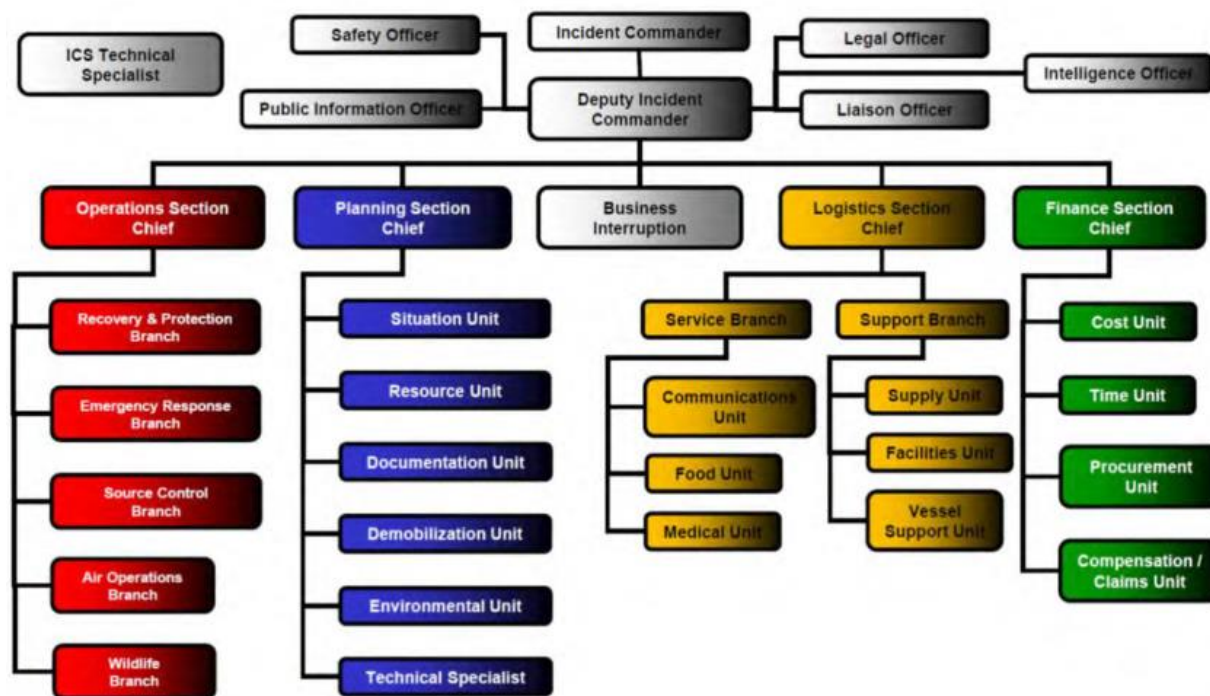 ICS Technical
Specialist
Safety Officer
Incident Commander
Legal Officer
Intelligence Officer
Public Information Officer
Deputy Incident
Commander
Liaison Officer
Operations Section
Chief
Planning Section
Chief
Business
Interruption
Logistics Section
Chief
Finance Section
Chief
Recovery & Protection
Branch
Emergency Response
Branch
Source Control
Branch
Air Operations
Branch
Wildlife
Branch
Situation Unit
Resource Unit
Documentation Unit
Demobilization Unit
Environmental Unit
Technical Specialist
Service Branch
Communications
Unit
Food Unit
Medical Unit
Support Branch
Supply Unit
Facilities Unit
Vessel
Support Unit
Cost Unit
Time Unit
Procurement
Unit
Compensation /
Claims Unit